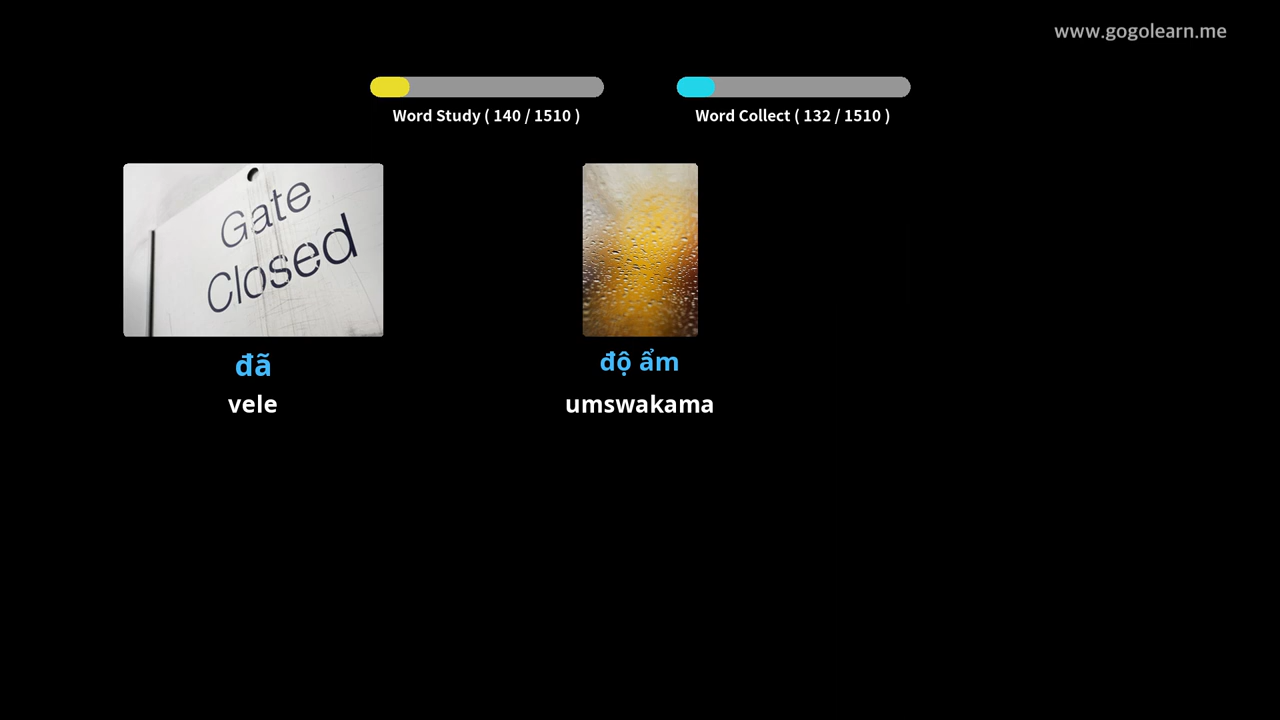 www.gogolearn.me
Word Study ( 140 / 1510 )
Word Collect ( 132 / 1510 )
Gate
Closed
đã
vele
độ ẩm
umswakama